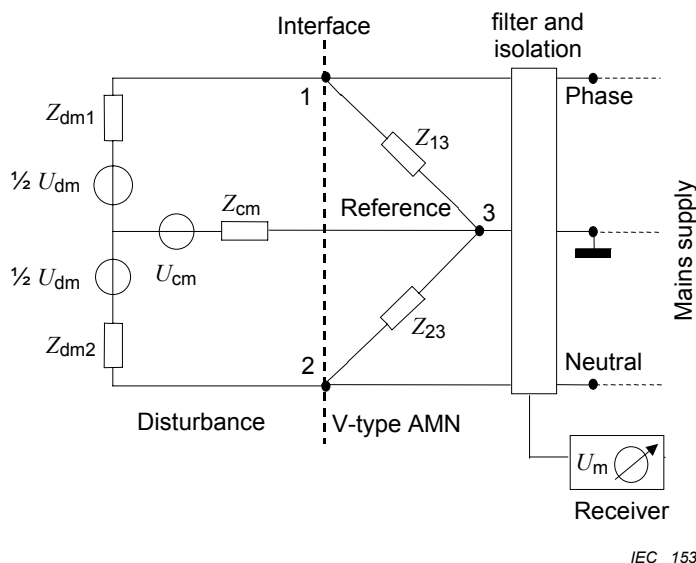 Interface
filter and
isolation
1
Phase
Zdm1
Z13
½ Udm
Zcm
Reference
3
Ucm
½ Udm
Z23
Zdm2
2
Neutral
Mains supply
Disturbance
V-type AMN
Um
Receiver
IEC 153